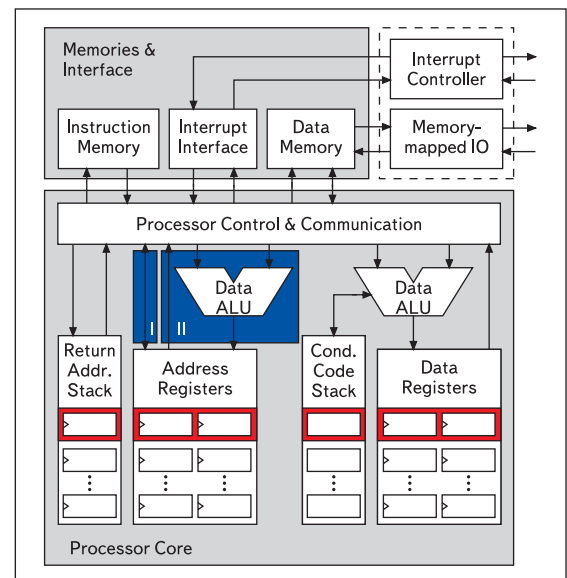 Memories &
Interface
Interrupt
Controller
Instruction
Memory
Interrupt
Interface
Data
Memory
Memory-
mapped IO
Processor Control & Communication
I
II
Data
ALU
Data
ALU
Return
Addr.
Stack
Address
Registers
Cond.
Code
Stack
Data
Registers
Processor Core